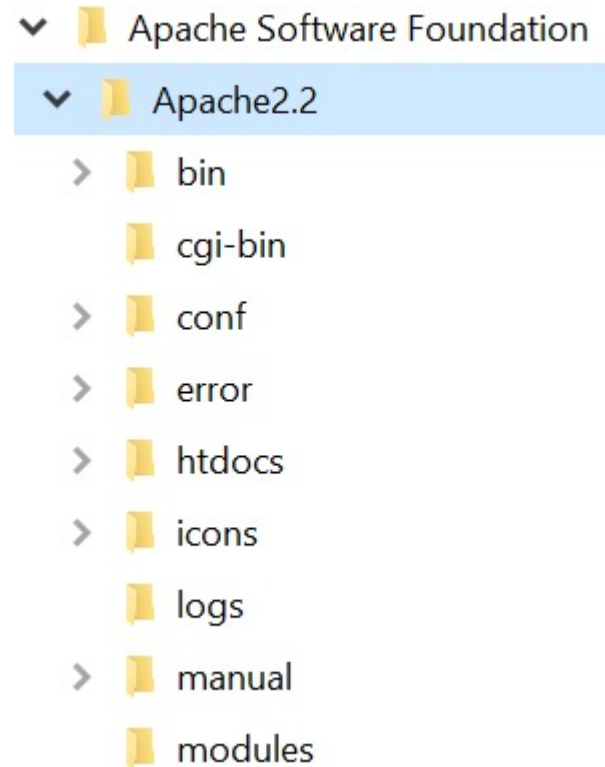 Apache Software Foundation
Apache2.2
bin
cgi-bin
conf
error
htdocs
icons
logs
manual
modules